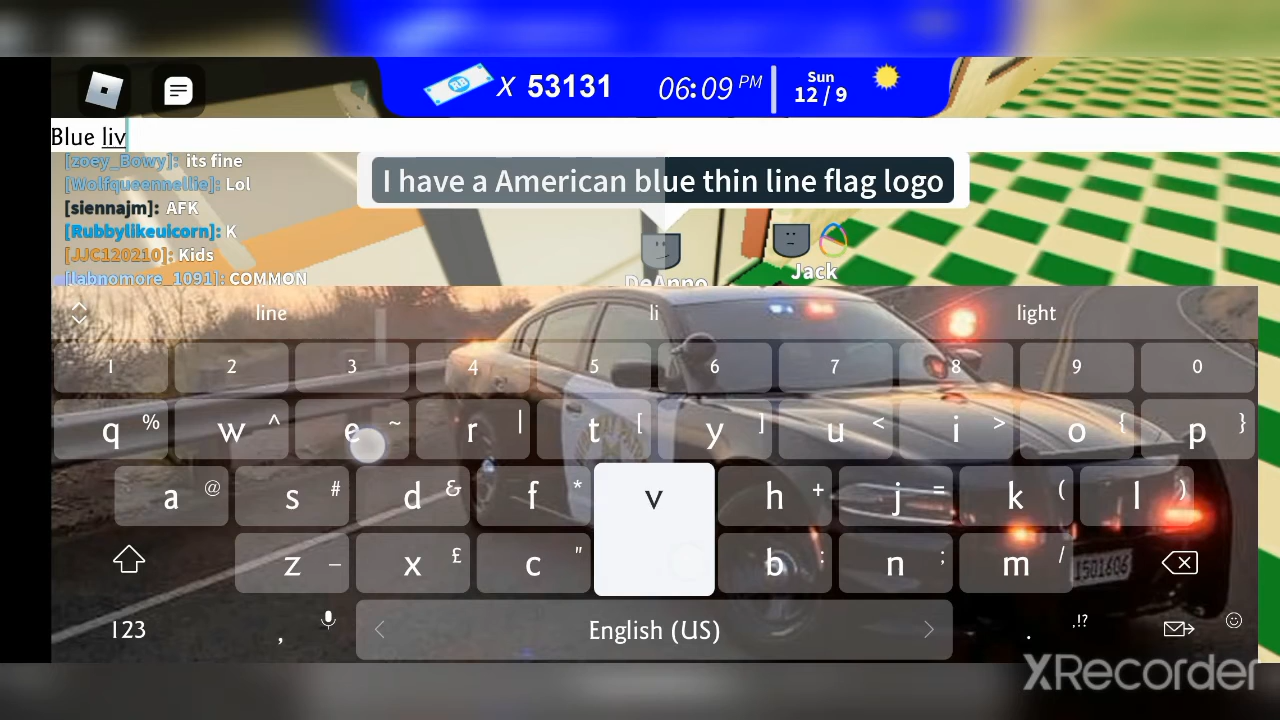 X 53131
06:09 PM
Sun
12 / 9
Blue liv
[zoey_Bowy]: its fine
[Wolfqueennellie]: Lol
[siennajm]: AFK
[Rubbylikeuicorn]: K
[JJC120210]: Kids
[labnomore_1091]: COMMON
I have a American blue thin line flag logo
DeAnno
Jack
line li light
1 2 3 4 5 6 7 8 9 0
q % w ^ e ~ r | t [ y ] u < i > o { p }
a @ s # d & f * v h + j = k ( l )
z _ x £ c " b : n ; m /
1501606
123 , < English (US) > . .!?
XRecorder